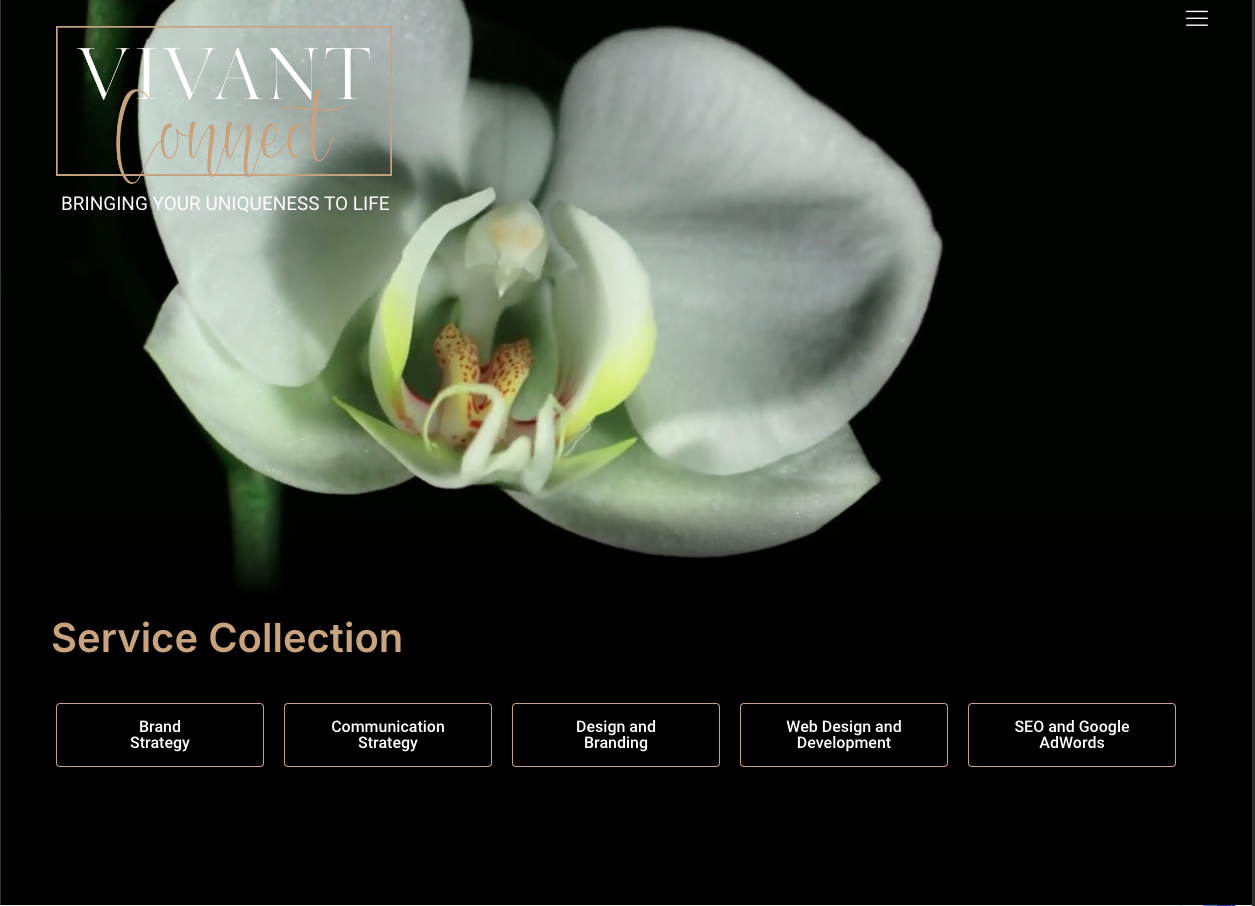 VIVANT
Connect
BRINGING YOUR UNIQUENESS TO LIFE
Service Collection
Brand
Strategy
Communication
Strategy
Design and
Branding
Web Design and
Development
SEO and Google
AdWords